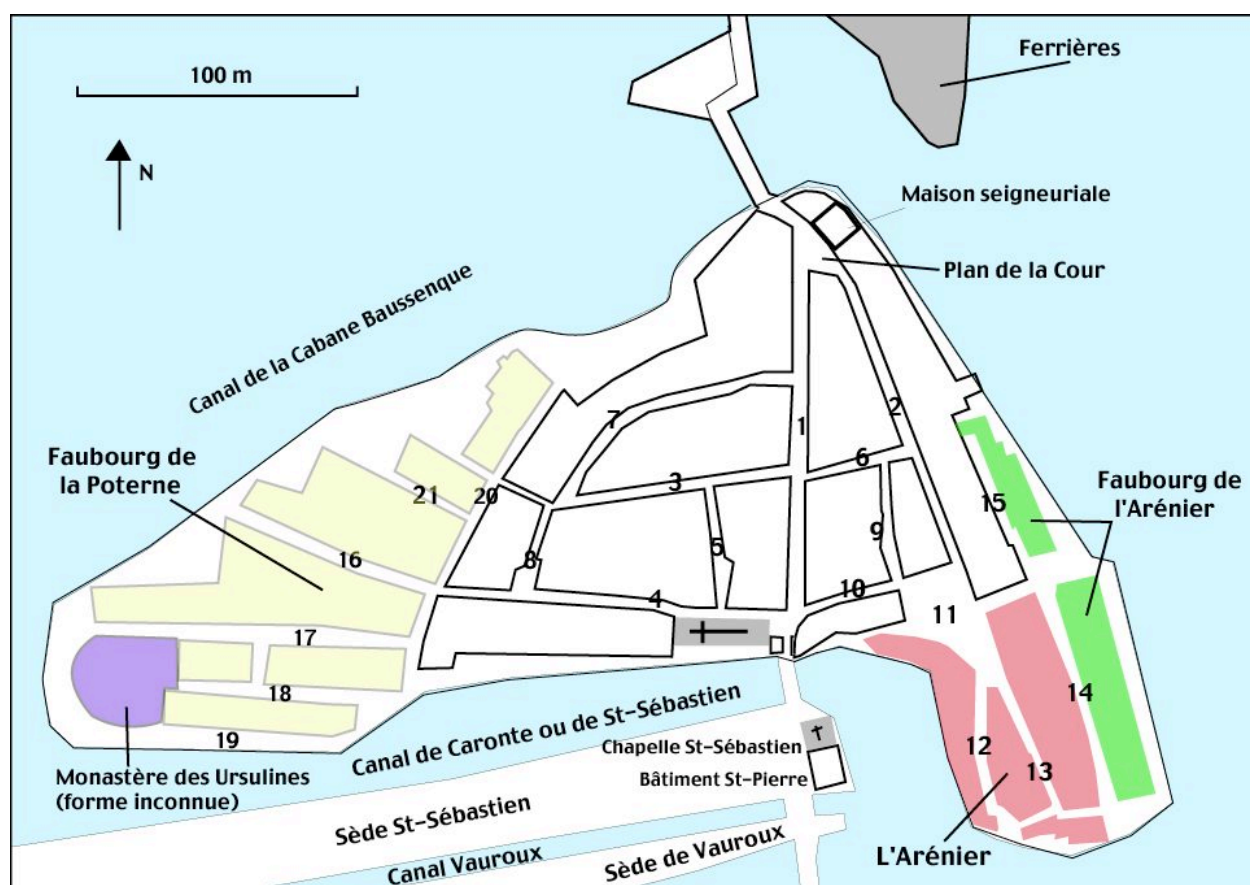 Ferrières
100 m
N
Maison seigneuriale
Plan de la Cour
Canal de la Cabane Baussenque
Faubourg de
la Poterne
Faubourg de
l'Arénier
1
2
3
4
5
6
7
8
9
10
11
12
13
14
15
16
17
18
19
20
21
Monastère des Ursulines
(forme inconnue)
Canal de Caronte ou de St-Sébastien
Chapelle St-Sébastien
Bâtiment St-Pierre
Sède St-Sébastien
Canal Vauroux
Sède de Vauroux
L'Arénier